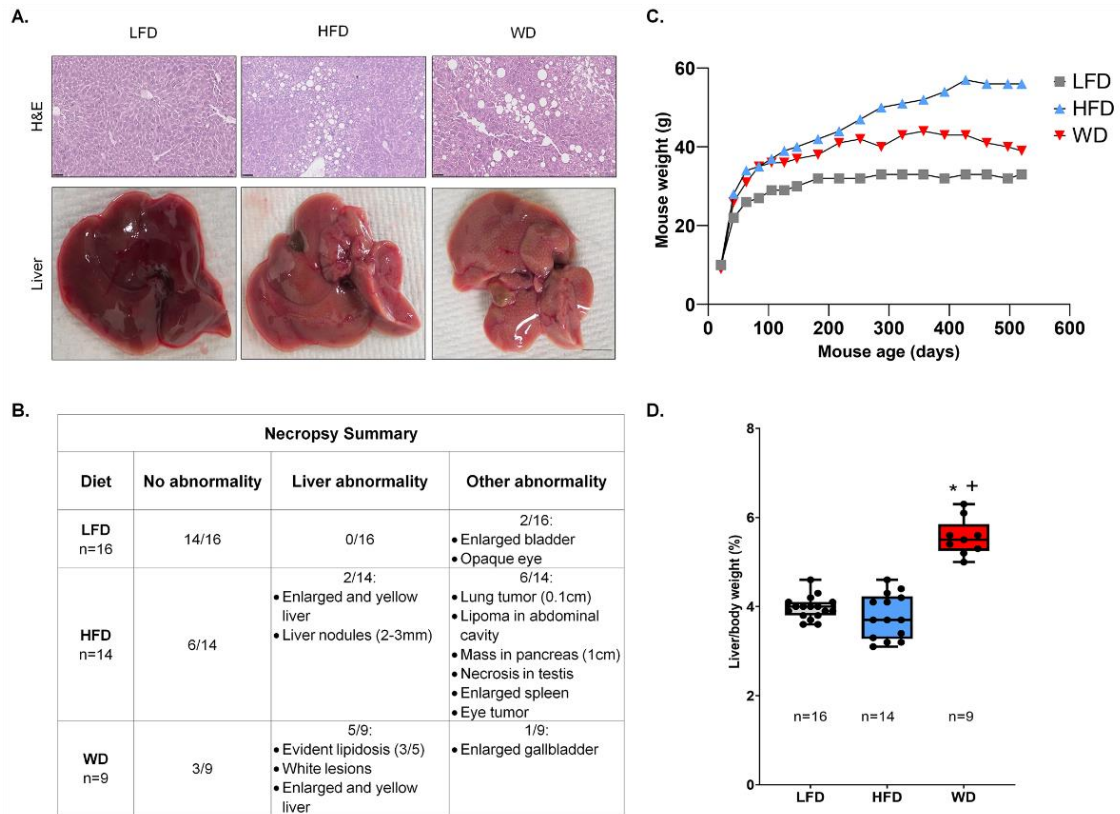 A.
LFD
HFD
WD
H&E
Liver
B.
Necropsy Summary
Diet
No abnormality
Liver abnormality
Other abnormality
LFD
n=16
14/16
0/16
2/16:
• Enlarged bladder
• Opaque eye
HFD
n=14
6/14
2/14:
• Enlarged and yellow
liver
• Liver nodules (2-3mm)
6/14:
• Lung tumor (0.1cm)
• Lipoma in abdominal
cavity
• Mass in pancreas (1cm)
• Necrosis in testis
• Enlarged spleen
• Eye tumor
WD
n=9
3/9
5/9:
• Evident lipidosis (3/5)
• White lesions
• Enlarged and yellow
liver
1/9:
• Enlarged gallbladder
C.
Mouse weight (g)
60
40
20
0
0
100
200
300
400
500
600
Mouse age (days)
LFD
HFD
WD
D.
Liver/body weight (%)
8
6
4
2
0
* +
n=16
n=14
n=9
LFD
HFD
WD